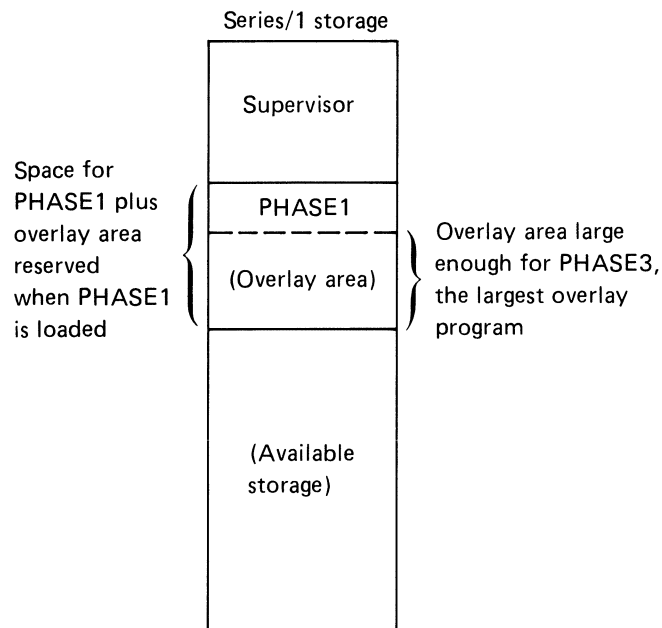 Series/1 storage
Supervisor
Space for
PHASE1 plus
overlay area
reserved
when PHASE1
is loaded
PHASE1
(Overlay area)
Overlay area large
enough for PHASE3,
the largest overlay
program
(Available
storage)